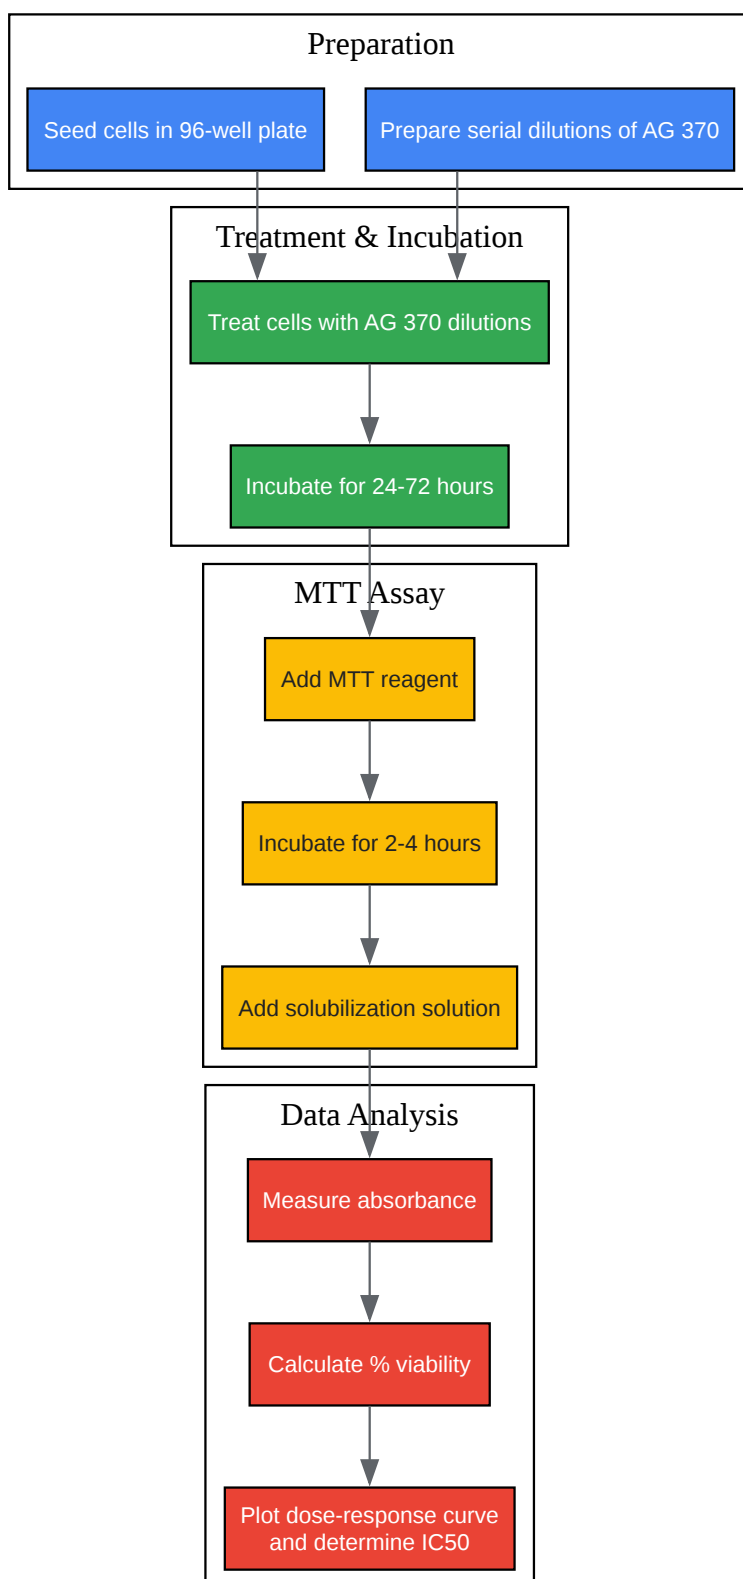 Preparation
Seed cells in 96-well plate
Prepare serial dilutions of AG 370
Treatment & Incubation
Treat cells with AG 370 dilutions
Incubate for 24-72 hours
MTT Assay
Add MTT reagent
Incubate for 2-4 hours
Add solubilization solution
Data Analysis
Measure absorbance
Calculate % viability
Plot dose-response curve
and determine IC50